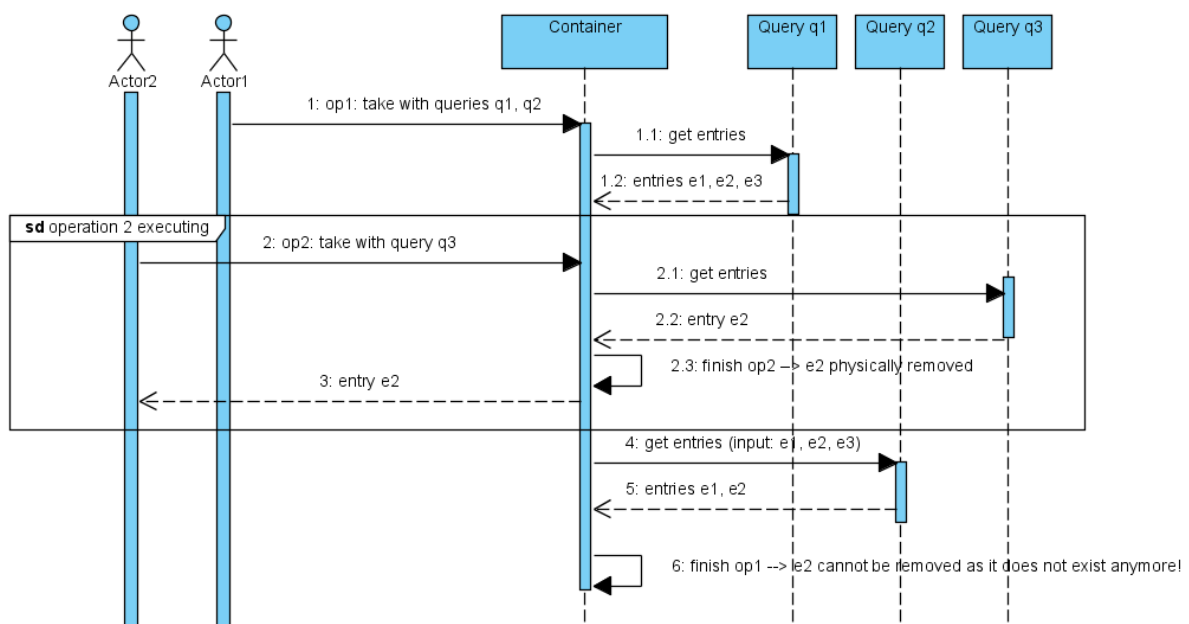 Container
Query q1
Query q2
Query q3
Actor2
Actor1
1: op1: take with queries q1, q2
1.1: get entries
1.2: entries e1, e2, e3
sd operation 2 executing
2: op2: take with query q3
2.1: get entries
2.2: entry e2
2.3: finish op2 --> e2 physically removed
3: entry e2
4: get entries (input: e1, e2, e3)
5: entries e1, e2
6: finish op1 --> e2 cannot be removed as it does not exist anymore!